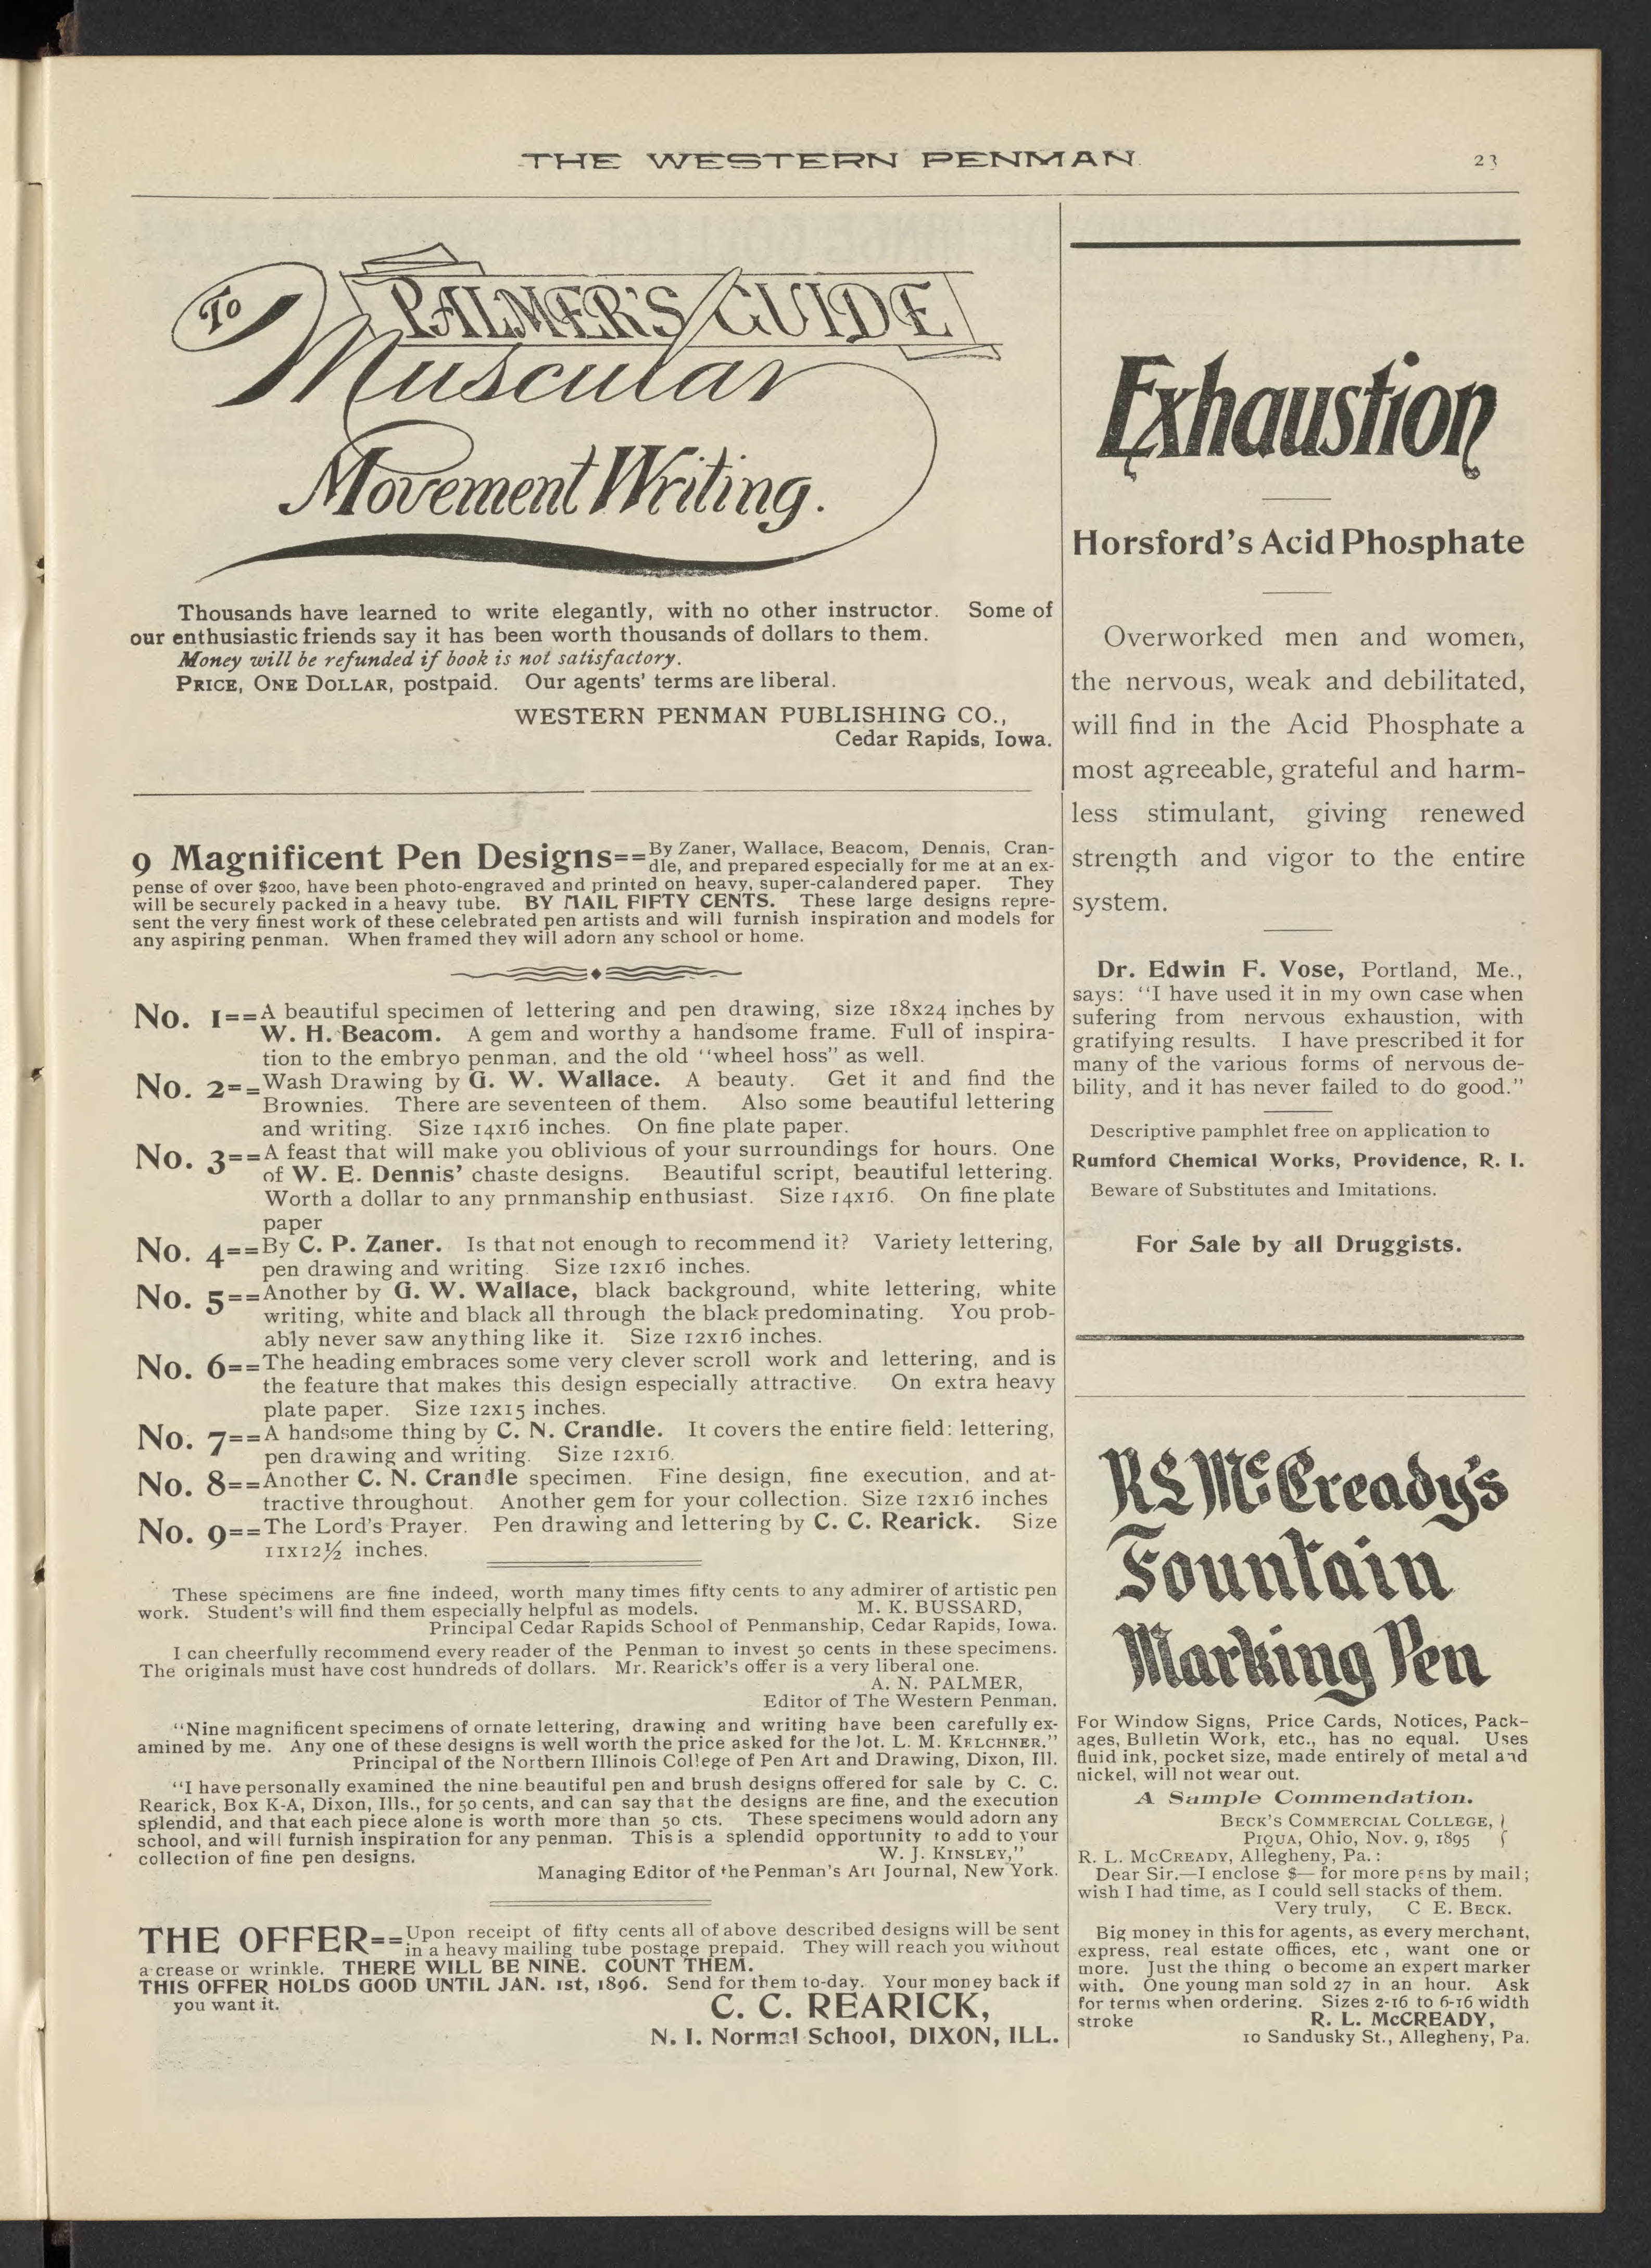 THE WESTERN PENMAN.
23
PALMER'S GUIDE
To
Muscular
Movement Writing.
Thousands have learned to write elegantly, with no other instructor. Some of
our enthusiastic friends say it has been worth thousands of dollars to them.
Money will be refunded if book is not satisfactory.
PRICE, ONE DOLLAR, postpaid. Our agents' terms are liberal.
WESTERN PENMAN PUBLISHING CO.,
Cedar Rapids, Iowa.
9 Magnificent Pen Designs==By Zaner, Wallace, Beacom, Dennis, Cran-
dle, and prepared especially for me at an ex-
pense of over $200, have been photo-engraved and printed on heavy, super-calandered paper. They
will be securely packed in a heavy tube. BY MAIL FIFTY CENTS. These large designs repre-
sent the very finest work of these celebrated pen artists and will furnish inspiration and models for
any aspiring penman. When framed they will adorn any school or home.
No. 1==A beautiful specimen of lettering and pen drawing, size 18x24 inches by
W. H. Beacom. A gem and worthy a handsome frame. Full of inspira-
tion to the embryo penman, and the old "wheel hoss" as well.
No. 2==Wash Drawing by G. W. Wallace. A beauty. Get it and find the
Brownies. There are seventeen of them. Also some beautiful lettering
and writing. Size 14x16 inches. On fine plate paper.
No. 3==A feast that will make you oblivious of your surroundings for hours. One
of W. E. Dennis' chaste designs. Beautiful script, beautiful lettering.
Worth a dollar to any prnmanship enthusiast. Size 14x16. On fine plate
paper
No. 4==By C. P. Zaner. Is that not enough to recommend it? Variety lettering,
pen drawing and writing. Size 12x16 inches.
No. 5==Another by G. W. Wallace, black background, white lettering, white
writing, white and black all through the black predominating. You prob-
ably never saw anything like it. Size 12x16 inches.
No. 6==The heading embraces some very clever scroll work and lettering, and is
the feature that makes this design especially attractive. On extra heavy
plate paper. Size 12x15 inches.
No. 7==A handsome thing by C. N. Crandle. It covers the entire field: lettering,
pen drawing and writing. Size 12x16.
No. 8==Another C. N. Crandle specimen. Fine design, fine execution, and at-
tractive throughout. Another gem for your collection. Size 12x16 inches
No. 9==The Lord's Prayer. Pen drawing and lettering by C. C. Rearick. Size
11x12½ inches.
These specimens are fine indeed, worth many times fifty cents to any admirer of artistic pen
work. Student's will find them especially helpful as models. M. K. BUSSARD,
Principal Cedar Rapids School of Penmanship, Cedar Rapids, Iowa.
I can cheerfully recommend every reader of the Penman to invest 50 cents in these specimens.
The originals must have cost hundreds of dollars. Mr. Rearick's offer is a very liberal one.
A. N. PALMER,
Editor of The Western Penman.
"Nine magnificent specimens of ornate lettering, drawing and writing have been carefully ex-
amined by me. Any one of these designs is well worth the price asked for the lot. L. M. KELCHNER."
Principal of the Northern Illinois College of Pen Art and Drawing, Dixon, Ill.
"I have personally examined the nine beautiful pen and brush designs offered for sale by C. C.
Rearick, Box K-A, Dixon, Ills., for 50 cents, and can say that the designs are fine, and the execution
splendid, and that each piece alone is worth more than 50 cts. These specimens would adorn any
school, and will furnish inspiration for any penman. This is a splendid opportunity to add to your
collection of fine pen designs. W. J. KINSLEY,"
Managing Editor of the Penman's Art Journal, New York.
THE OFFER==Upon receipt of fifty cents all of above described designs will be sent
in a heavy mailing tube postage prepaid. They will reach you without
a crease or wrinkle. THERE WILL BE NINE. COUNT THEM.
THIS OFFER HOLDS GOOD UNTIL JAN. 1st, 1896. Send for them to-day. Your money back if
you want it.
C. C. REARICK,
N. I. Normal School, DIXON, ILL.
Exhaustion
Horsford's Acid Phosphate
Overworked men and women,
the nervous, weak and debilitated,
will find in the Acid Phosphate a
most agreeable, grateful and harm-
less stimulant, giving renewed
strength and vigor to the entire
system.
Dr. Edwin F. Vose, Portland, Me.,
says: "I have used it in my own case when
sufering from nervous exhaustion, with
gratifying results. I have prescribed it for
many of the various forms of nervous de-
bility, and it has never failed to do good."
Descriptive pamphlet free on application to
Rumford Chemical Works, Providence, R. I.
Beware of Substitutes and Imitations.
For Sale by all Druggists.
R L McCready's
Fountain
Marking Pen
For Window Signs, Price Cards, Notices, Pack-
ages, Bulletin Work, etc., has no equal. Uses
fluid ink, pocket size, made entirely of metal and
nickel, will not wear out.
A Sample Commendation.
BECK'S COMMERCIAL COLLEGE,
PIQUA, Ohio, Nov. 9, 1895
R. L. MCCREADY, Allegheny, Pa.:
Dear Sir.—I enclose $— for more pens by mail;
wish I had time, as I could sell stacks of them.
Very truly, C E. BECK.
Big money in this for agents, as every merchant,
express, real estate offices, etc, want one or
more. Just the thing o become an expert marker
with. One young man sold 27 in an hour. Ask
for terms when ordering. Sizes 2-16 to 6-16 width
stroke R. L. McCREADY,
10 Sandusky St., Allegheny, Pa.